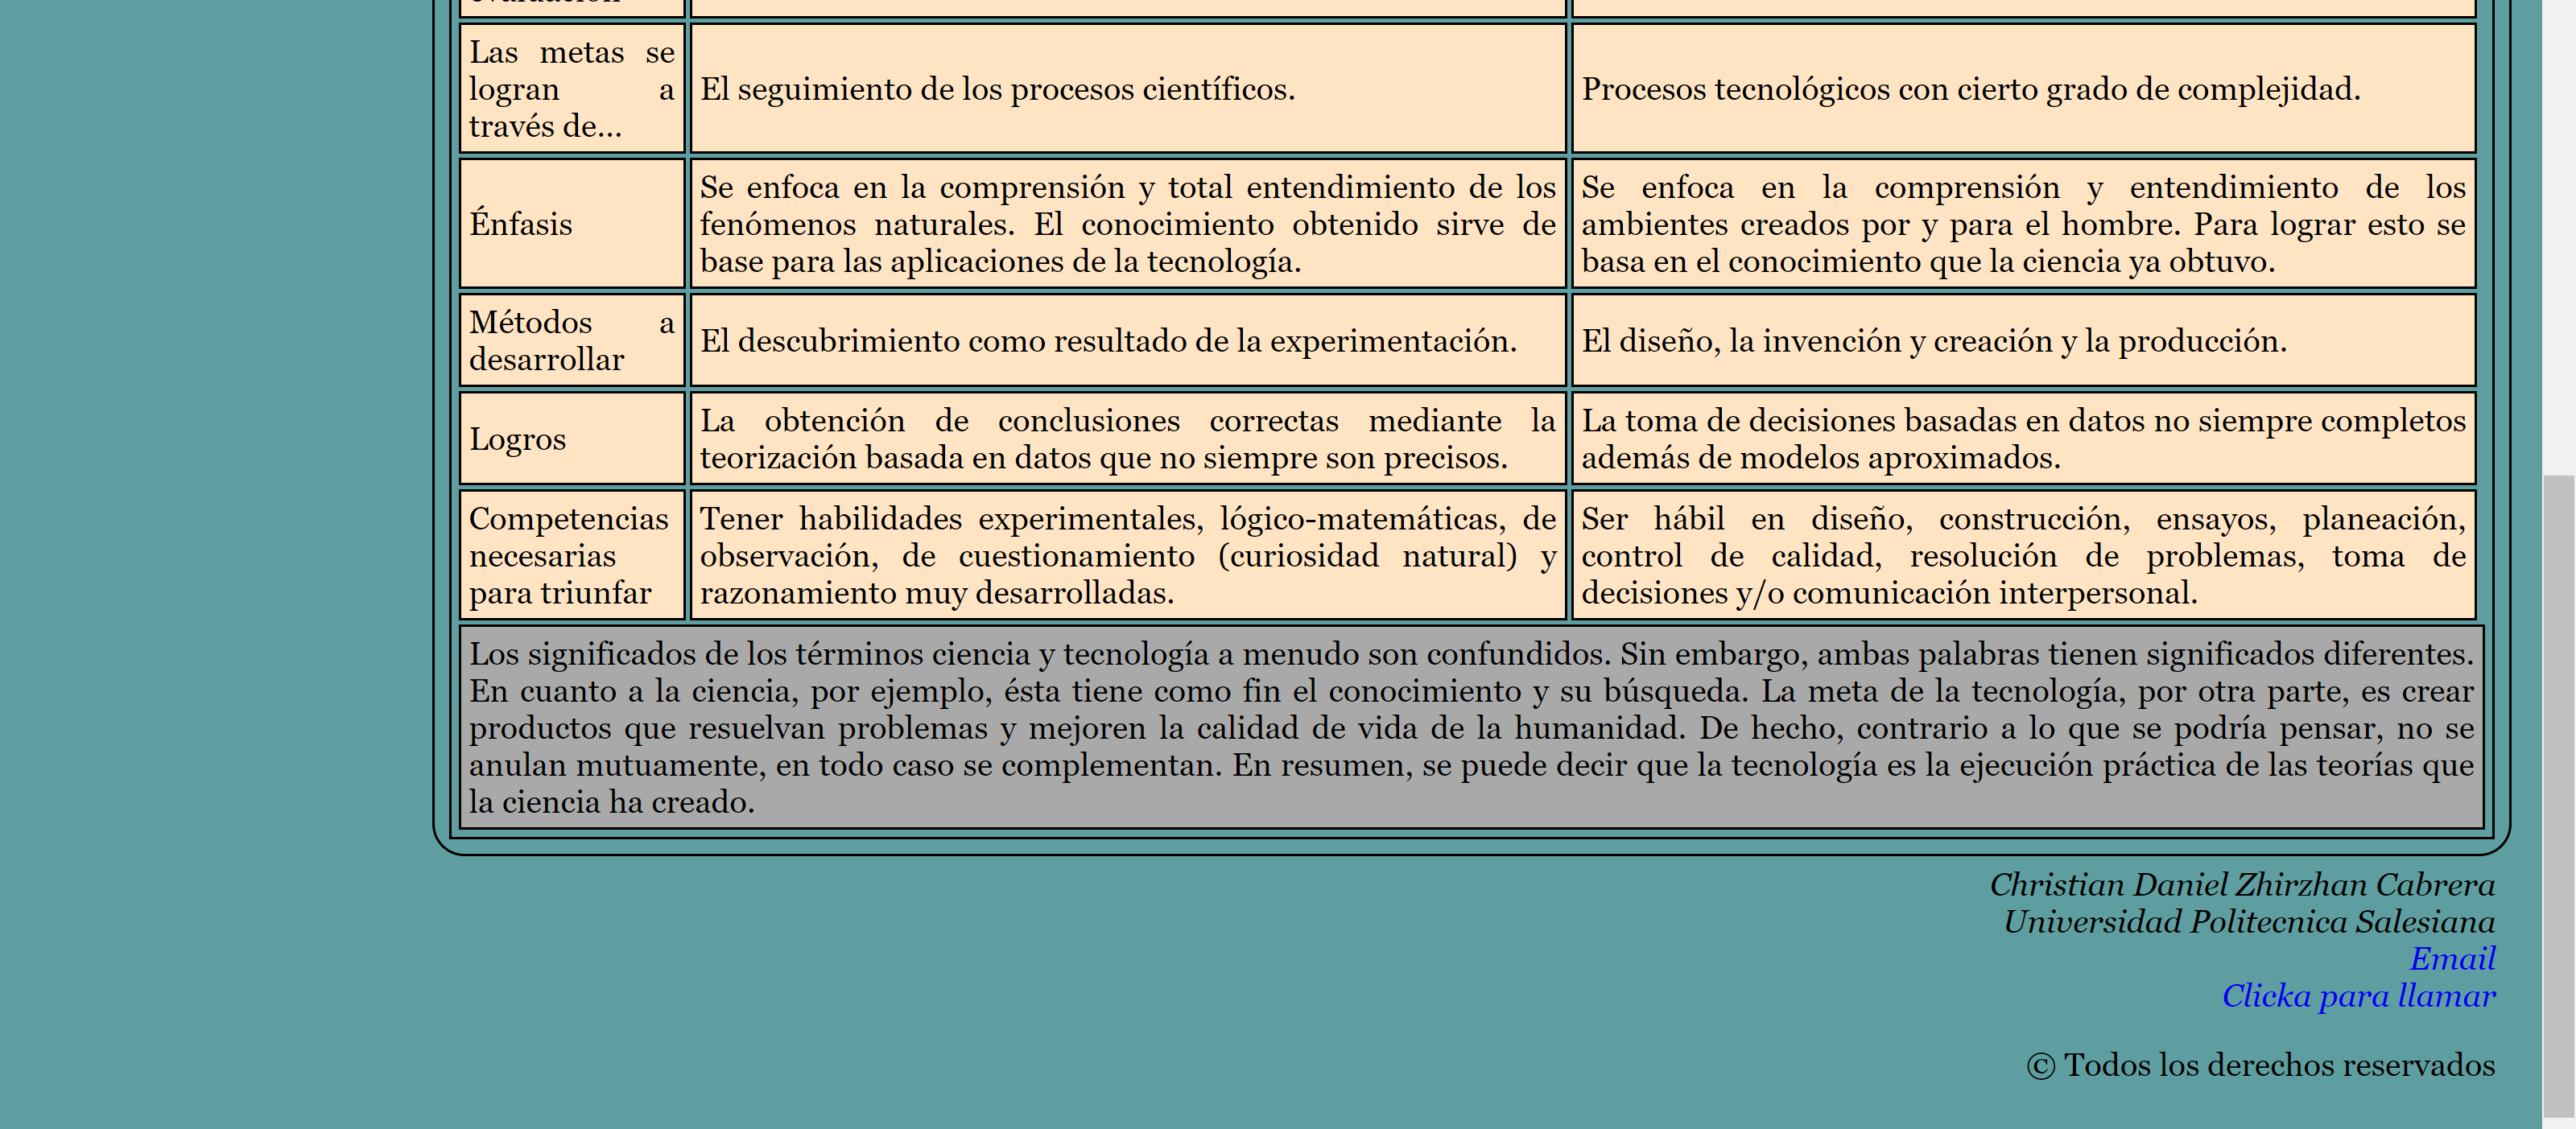 Las metas se
logran a
través de...
El seguimiento de los procesos científicos.
Procesos tecnológicos con cierto grado de complejidad.
Énfasis
Se enfoca en la comprensión y total entendimiento de los
fenómenos naturales. El conocimiento obtenido sirve de
base para las aplicaciones de la tecnología.
Se enfoca en la comprensión y entendimiento de los
ambientes creados por y para el hombre. Para lograr esto se
basa en el conocimiento que la ciencia ya obtuvo.
Métodos a
desarrollar
El descubrimiento como resultado de la experimentación.
El diseño, la invención y creación y la producción.
Logros
La obtención de conclusiones correctas mediante la
teorización basada en datos que no siempre son precisos.
La toma de decisiones basadas en datos no siempre completos
además de modelos aproximados.
Competencias
necesarias
para triunfar
Tener habilidades experimentales, lógico-matemáticas, de
observación, de cuestionamiento (curiosidad natural) y
razonamiento muy desarrolladas.
Ser hábil en diseño, construcción, ensayos, planeación,
control de calidad, resolución de problemas, toma de
decisiones y/o comunicación interpersonal.
Los significados de los términos ciencia y tecnología a menudo son confundidos. Sin embargo, ambas palabras tienen significados diferentes.
En cuanto a la ciencia, por ejemplo, ésta tiene como fin el conocimiento y su búsqueda. La meta de la tecnología, por otra parte, es crear
productos que resuelvan problemas y mejoren la calidad de vida de la humanidad. De hecho, contrario a lo que se podría pensar, no se
anulan mutuamente, en todo caso se complementan. En resumen, se puede decir que la tecnología es la ejecución práctica de las teorías que
la ciencia ha creado.
Christian Daniel Zhirzhan Cabrera
Universidad Politecnica Salesiana
Email
Clicka para llamar
© Todos los derechos reservados